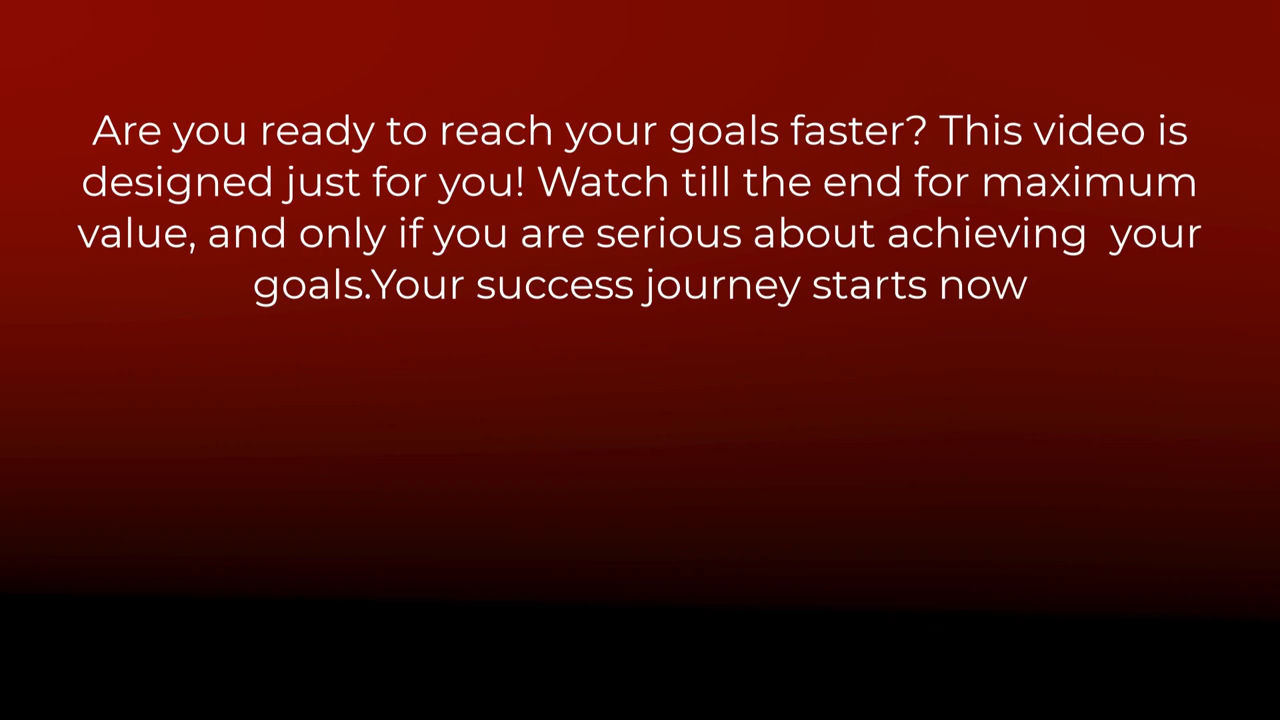 Are you ready to reach your goals faster? This video is
designed just for you! Watch till the end for maximum
value, and only if you are serious about achieving  your
goals.Your success journey starts now